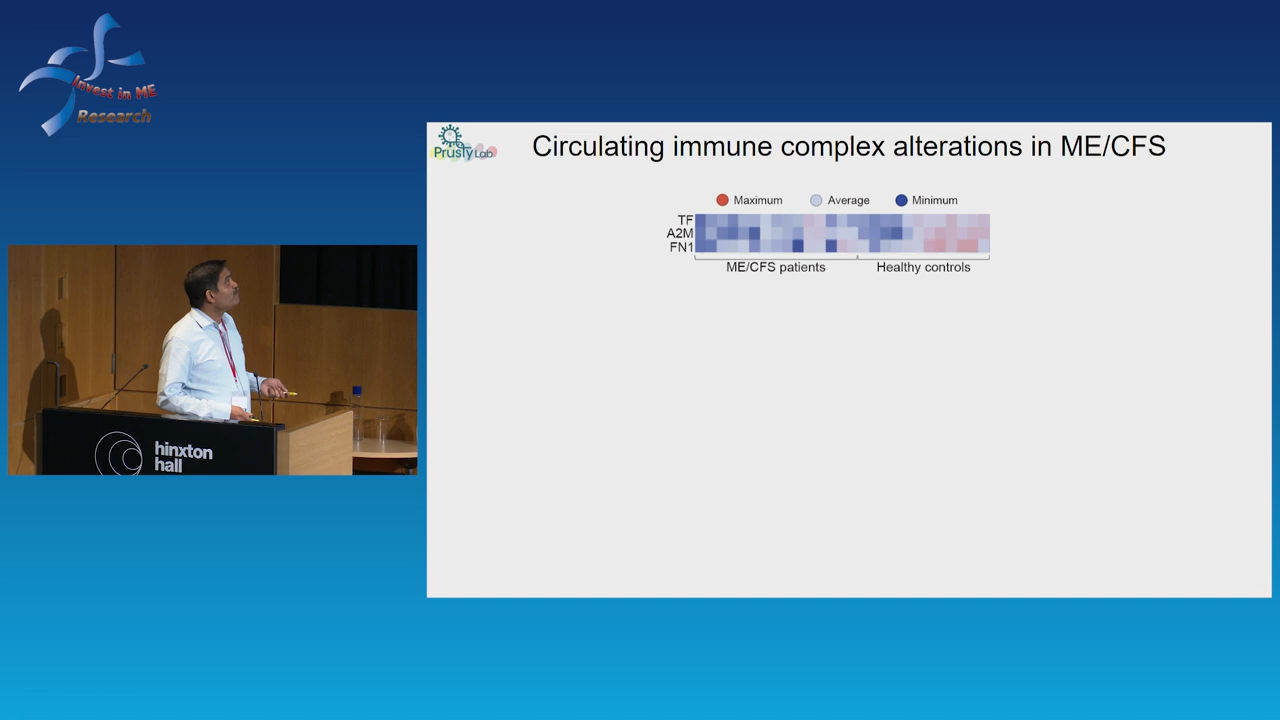 Invest in ME
Research
Prusty Lab
Circulating immune complex alterations in ME/CFS
Maximum Average Minimum
TF
A2M
FN1
ME/CFS patients Healthy controls
hinxton
hall